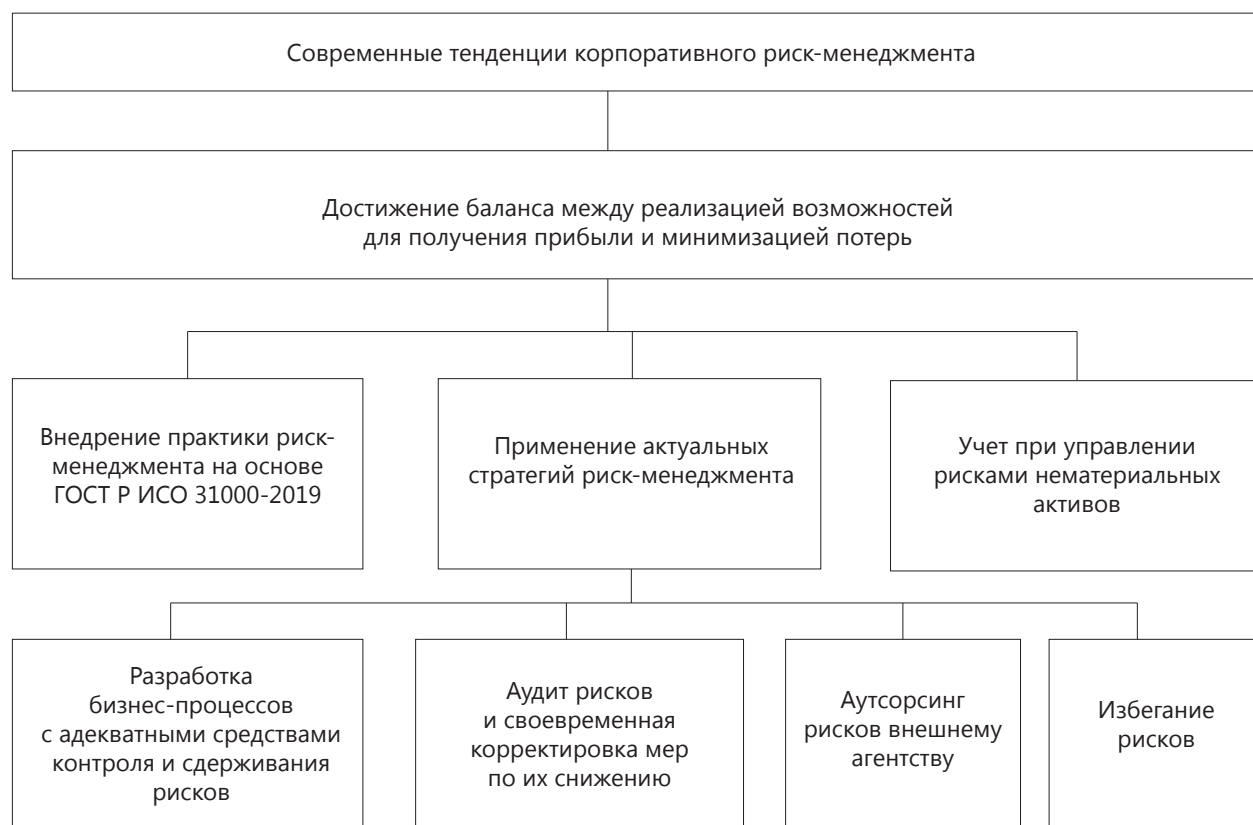 Современные тенденции корпоративного риск-менеджмента
Достижение баланса между реализацией возможностей
для получения прибыли и минимизацией потерь
Внедрение практики риск-
менеджмента на основе
ГОСТ Р ИСО 31000-2019
Применение актуальных
стратегий риск-менеджмента
Учет при управлении
рисками нематериальных
активов
Разработка
бизнес-процессов
с адекватными средствами
контроля и сдерживания
рисков
Аудит рисков
и своевременная
корректировка мер
по их снижению
Аутсорсинг
рисков внешнему
агентству
Избегание
рисков